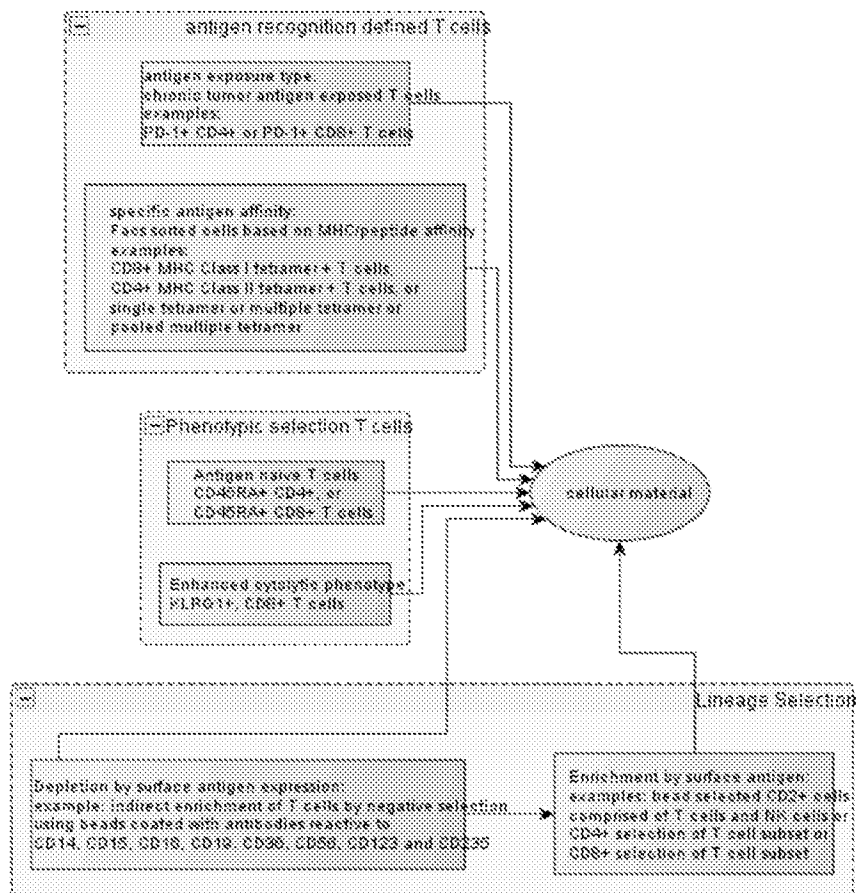 antigen recognition defined T cells
antigen exposure type:
chronic tumor antigen exposed T cells
examples:
PD-1+ CD4+ or PD-1+ CD8+ T cells
specific antigen affinity:
Facs sorted cells based on MHC/peptide affinity
examples:
CD8+ MHC Class I tetramer + T cells,
CD4+ MHC Class II tetramer + T cells, or
single tetramer or multiple tetramer or
pooled multiple tetramer
Phenotypic selection T cells
Antigen naive T cells
CD45RA+ CD4+, or
CD45RA+ CD8+ T cells
cellular material
Enhanced cytolytic phenotype
KLRG1+, CD8+ T cells
Lineage Selection
Depletion by surface antigen expression:
example: indirect enrichment of T cells by negative selection
using beads coated with antibodies reactive to
CD14, CD15, CD16, CD19, CD36, CD56, CD123 and CD235
Enrichment by surface antigen:
examples: bead selected CD2+ cells
comprised of T cells and NK cells or
CD4+ selection of T cell subset or
CD8+ selection of T cell subset